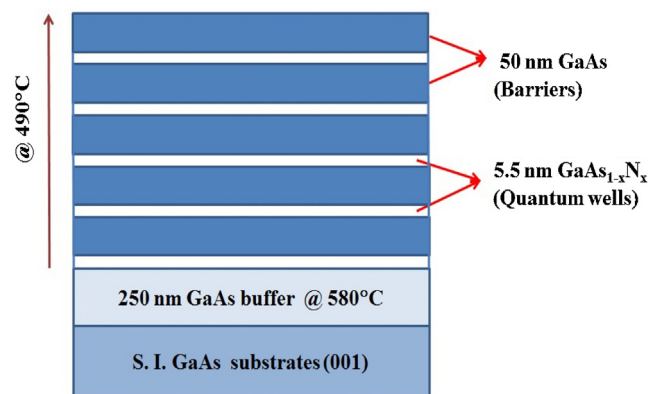 @ 490°C
50 nm GaAs
(Barriers)
5.5 nm GaAs₁₋ₓNₓ
(Quantum wells)
250 nm GaAs buffer @ 580°C
S. I. GaAs substrates (001)